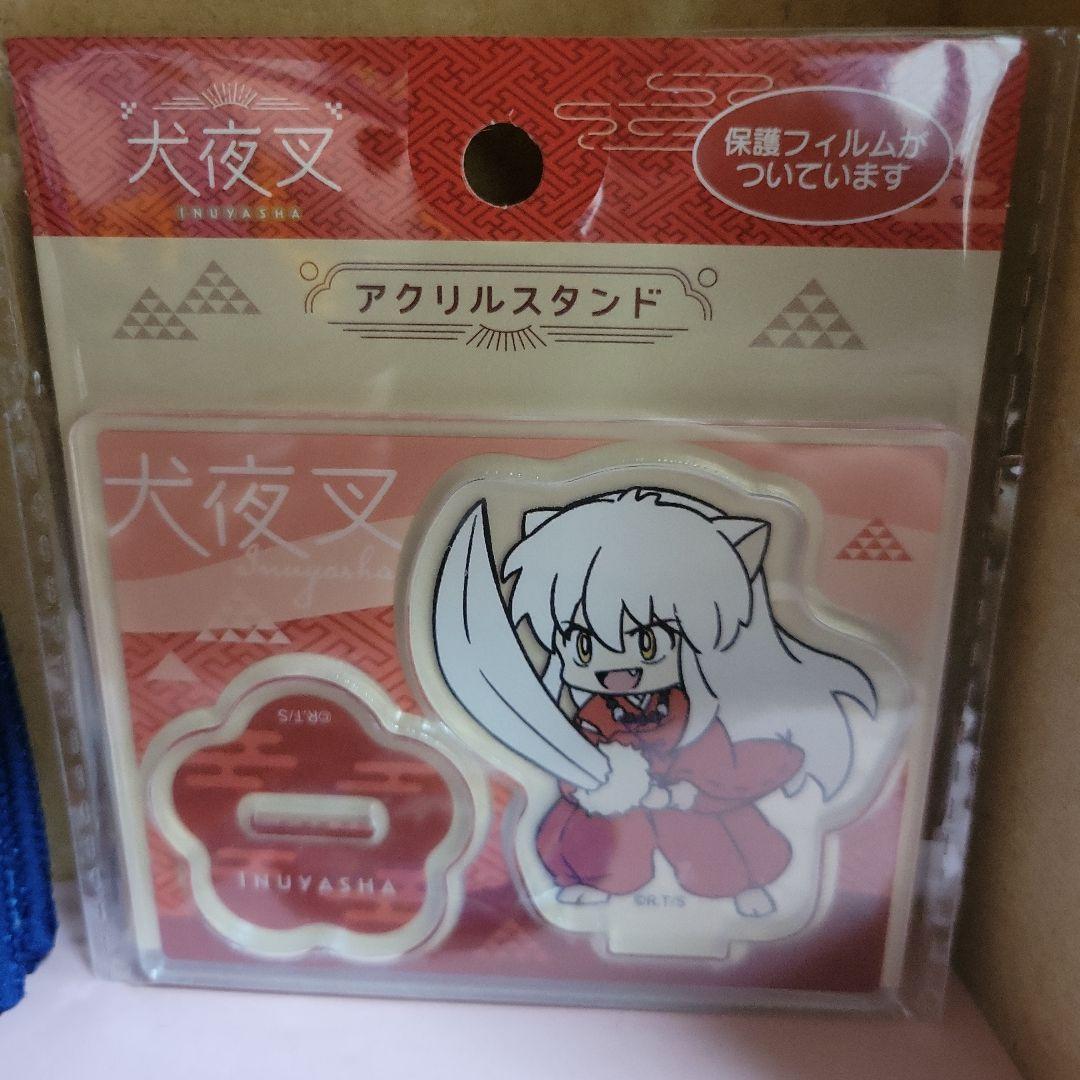 犬夜叉
INUYASHA
保護フィルムが
ついています
アクリルスタンド
犬夜叉
Inuyasha
©R.T/S
INUYASHA
©R.T/S